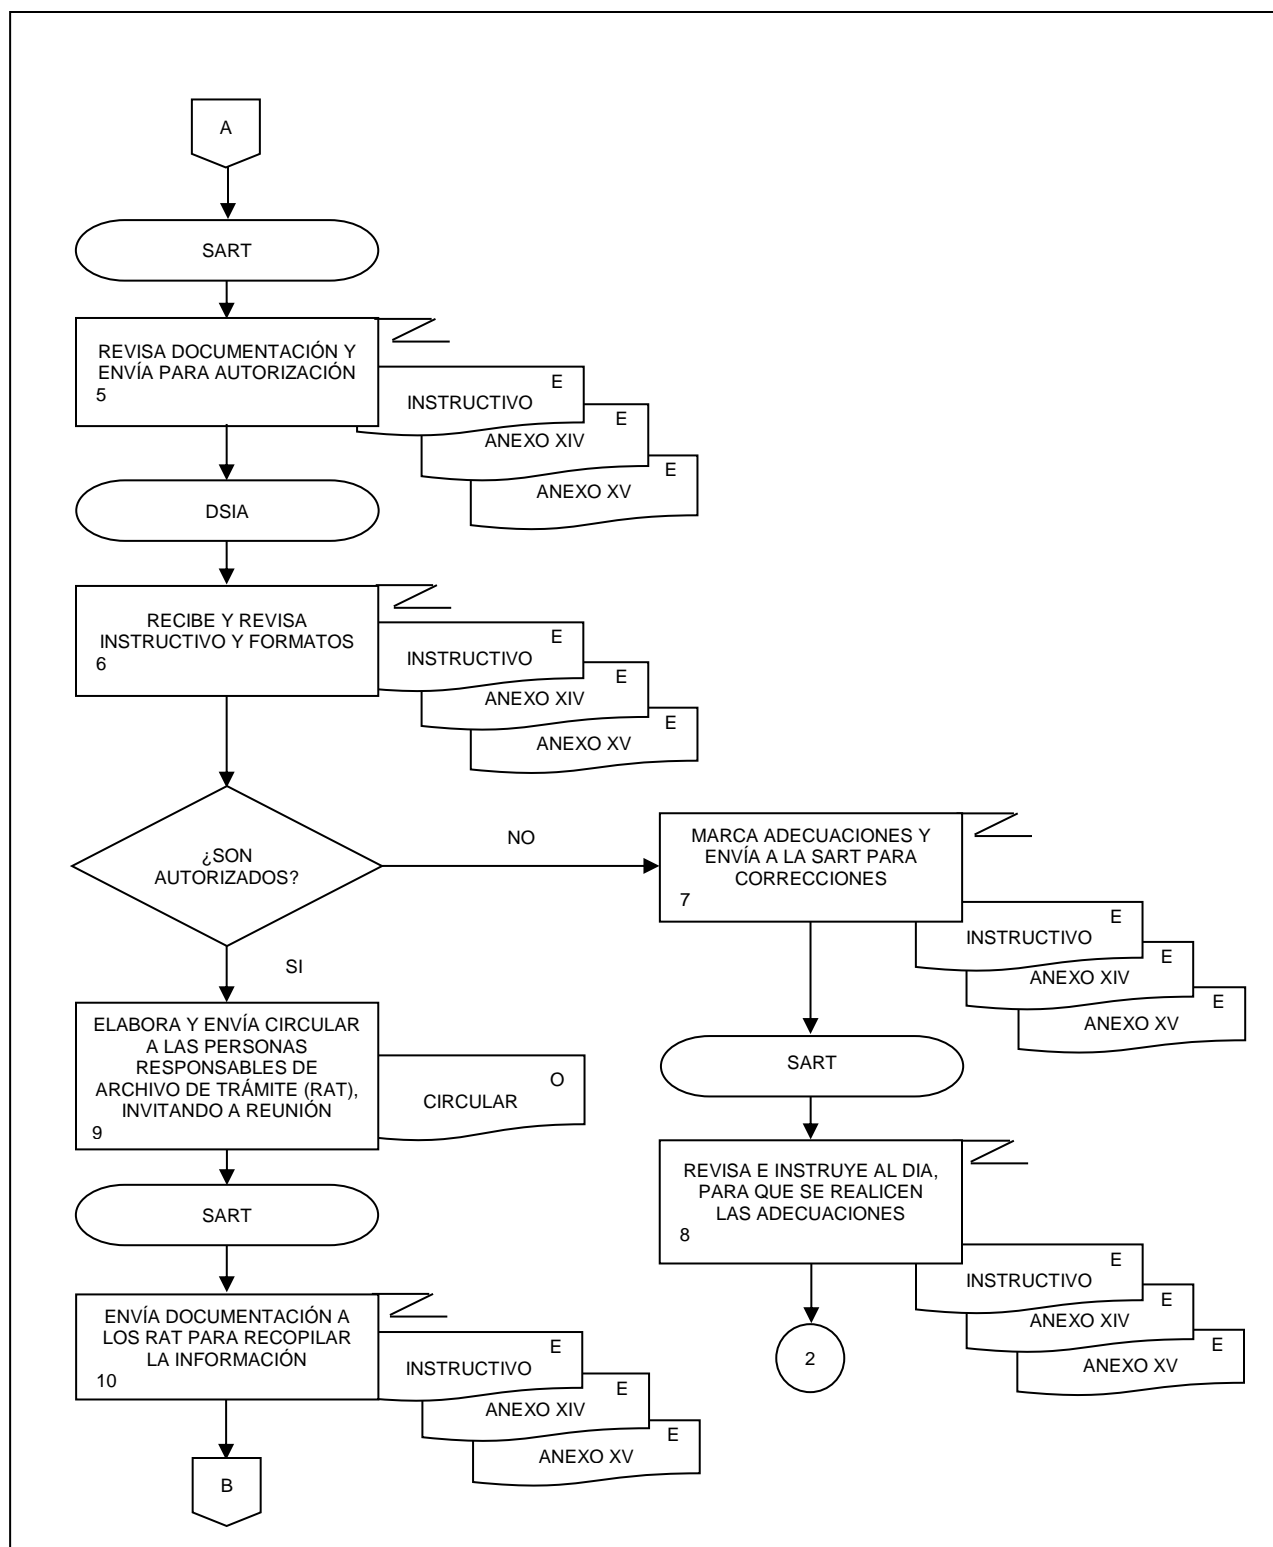 A
SART
REVISA DOCUMENTACIÓN Y
ENVÍA PARA AUTORIZACIÓN
5
E
INSTRUCTIVO
E
ANEXO XIV
E
ANEXO XV
DSIA
RECIBE Y REVISA
INSTRUCTIVO Y FORMATOS
6
E
INSTRUCTIVO
E
ANEXO XIV
E
ANEXO XV
¿SON
AUTORIZADOS?
NO
MARCA ADECUACIONES Y
ENVÍA A LA SART PARA
CORRECCIONES
7
E
INSTRUCTIVO
E
ANEXO XIV
E
ANEXO XV
SART
REVISA E INSTRUYE AL DIA,
PARA QUE SE REALICEN
LAS ADECUACIONES
8
E
INSTRUCTIVO
E
ANEXO XIV
E
ANEXO XV
2
SI
ELABORA Y ENVÍA CIRCULAR
A LAS PERSONAS
RESPONSABLES DE
ARCHIVO DE TRÁMITE (RAT),
INVITANDO A REUNIÓN
9
O
CIRCULAR
SART
ENVÍA DOCUMENTACIÓN A
LOS RAT PARA RECOPILAR
LA INFORMACIÓN
10
E
INSTRUCTIVO
E
ANEXO XIV
E
ANEXO XV
B